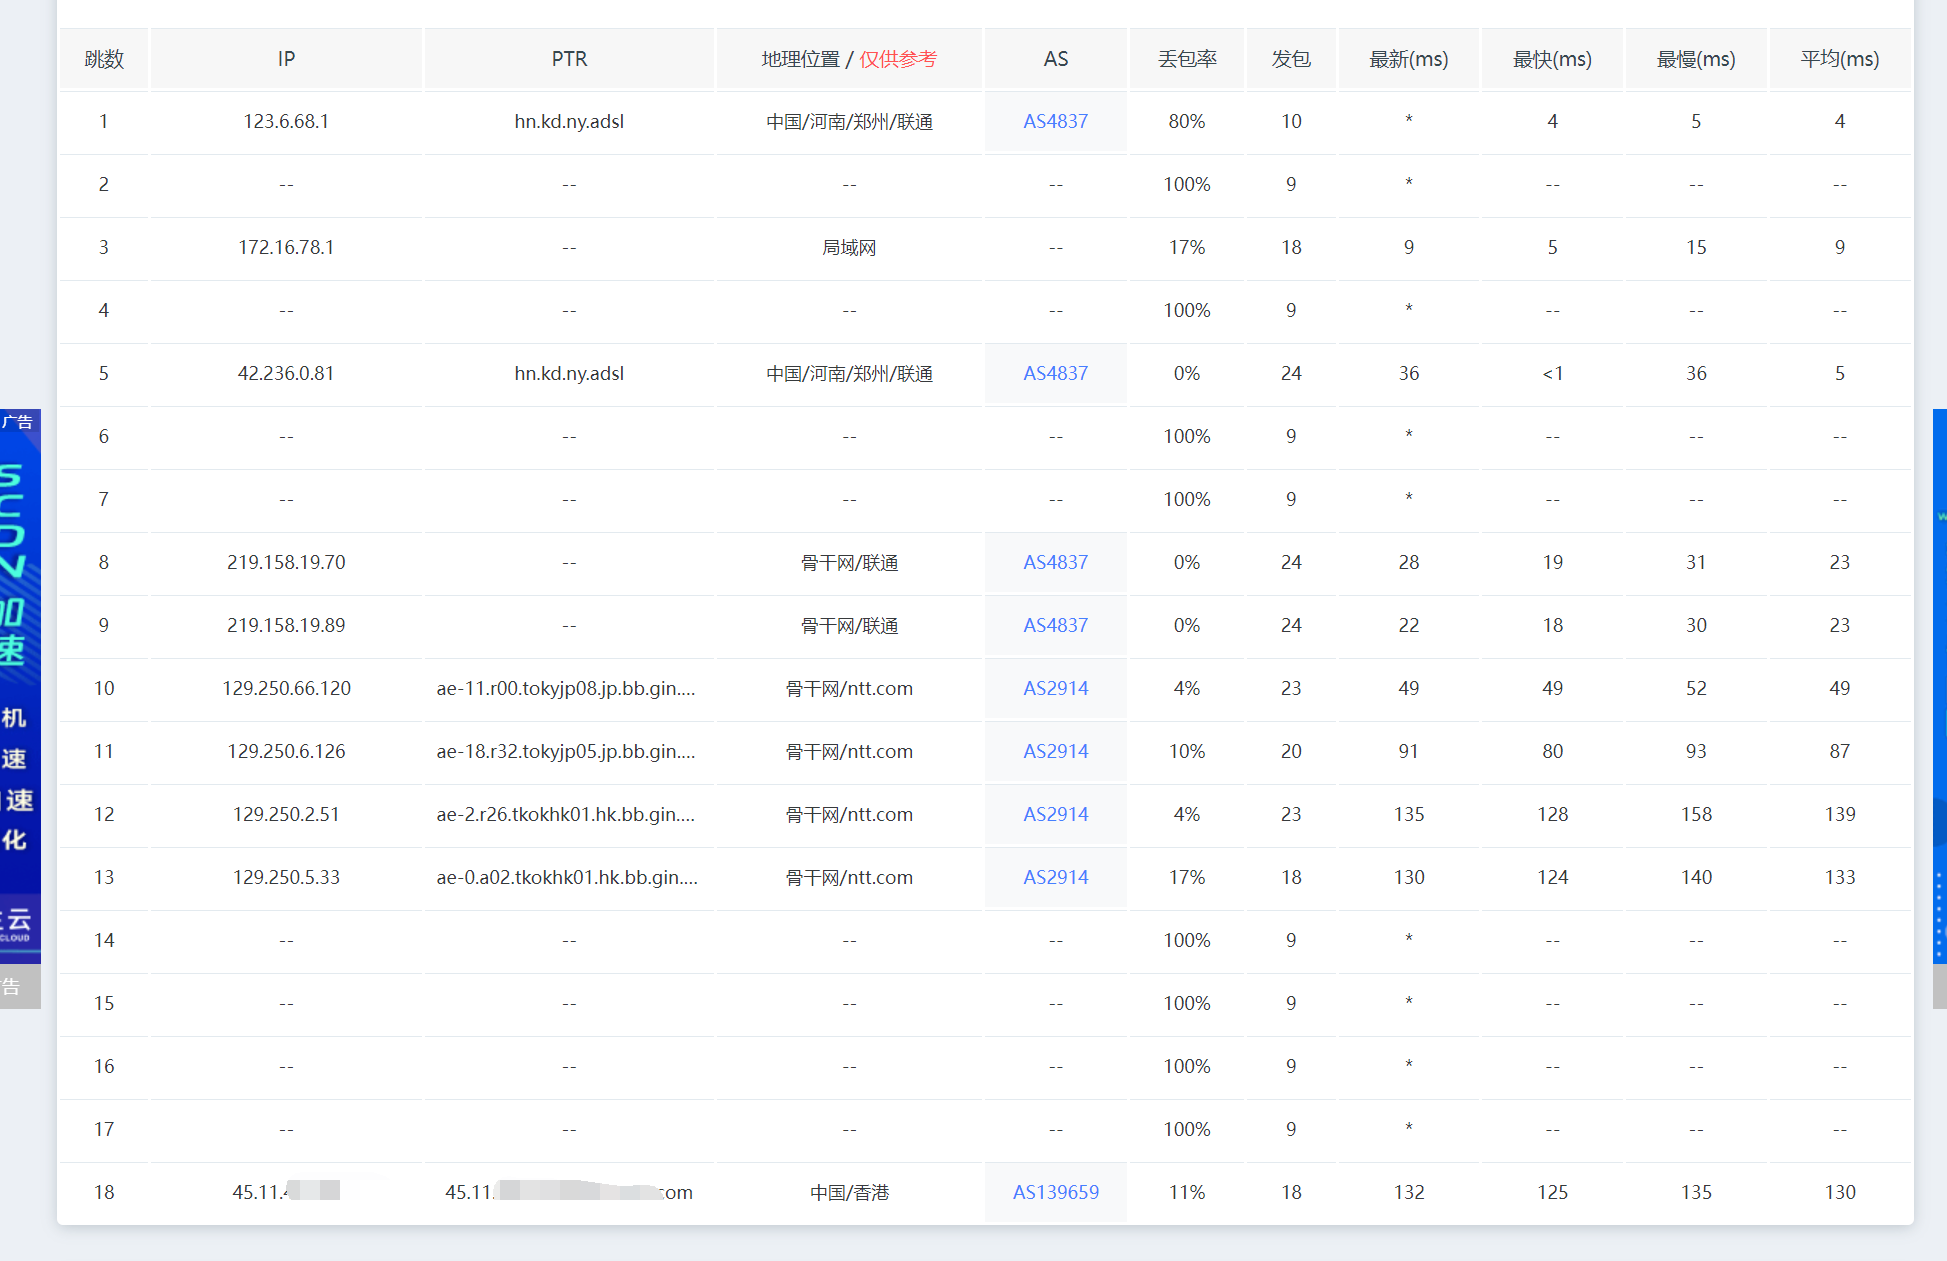 跳数 IP PTR 地理位置 / 仅供参考 AS 丢包率 发包 最新(ms) 最快(ms) 最慢(ms) 平均(ms)
1 123.6.68.1 hn.kd.ny.adsl 中国/河南/郑州/联通 AS4837 80% 10 * 4 5 4
2 -- -- -- -- 100% 9 * -- -- --
3 172.16.78.1 -- 局域网 -- 17% 18 9 5 15 9
4 -- -- -- -- 100% 9 * -- -- --
5 42.236.0.81 hn.kd.ny.adsl 中国/河南/郑州/联通 AS4837 0% 24 36 <1 36 5
6 -- -- -- -- 100% 9 * -- -- --
7 -- -- -- -- 100% 9 * -- -- --
8 219.158.19.70 -- 骨干网/联通 AS4837 0% 24 28 19 31 23
9 219.158.19.89 -- 骨干网/联通 AS4837 0% 24 22 18 30 23
10 129.250.66.120 ae-11.r00.tokyjp08.jp.bb.gin.... 骨干网/ntt.com AS2914 4% 23 49 49 52 49
11 129.250.6.126 ae-18.r32.tokyjp05.jp.bb.gin.... 骨干网/ntt.com AS2914 10% 20 91 80 93 87
12 129.250.2.51 ae-2.r26.tkokhk01.hk.bb.gin.... 骨干网/ntt.com AS2914 4% 23 135 128 158 139
13 129.250.5.33 ae-0.a02.tkokhk01.hk.bb.gin.... 骨干网/ntt.com AS2914 17% 18 130 124 140 133
14 -- -- -- -- 100% 9 * -- -- --
15 -- -- -- -- 100% 9 * -- -- --
16 -- -- -- -- 100% 9 * -- -- --
17 -- -- -- -- 100% 9 * -- -- --
18 45.11. 45.11. com 中国/香港 AS139659 11% 18 132 125 135 130
广告
SCDN
加速
机
速
速
化
云
CLOUD
告